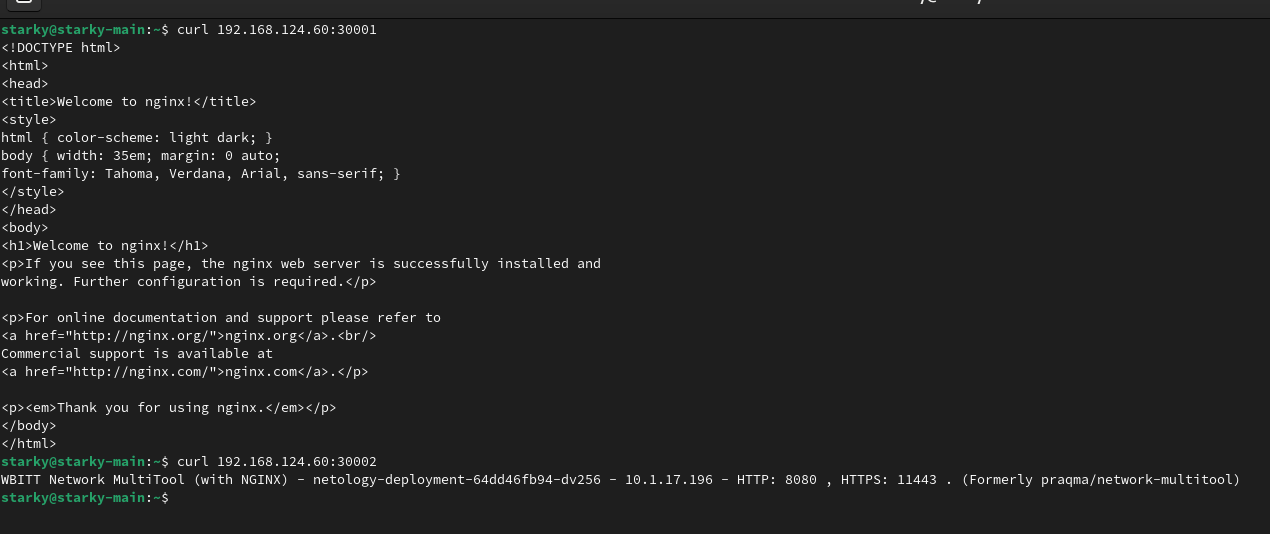 starky@starky-main:~$ curl 192.168.124.60:30001
<!DOCTYPE html>
<html>
<head>
<title>Welcome to nginx!</title>
<style>
html { color-scheme: light dark; }
body { width: 35em; margin: 0 auto;
font-family: Tahoma, Verdana, Arial, sans-serif; }
</style>
</head>
<body>
<h1>Welcome to nginx!</h1>
<p>If you see this page, the nginx web server is successfully installed and
working. Further configuration is required.</p>

<p>For online documentation and support please refer to
<a href="http://nginx.org/">nginx.org</a>.<br/>
Commercial support is available at
<a href="http://nginx.com/">nginx.com</a>.</p>

<p><em>Thank you for using nginx.</em></p>
</body>
</html>
starky@starky-main:~$ curl 192.168.124.60:30002
WBITT Network MultiTool (with NGINX) - netology-deployment-64dd46fb94-dv256 - 10.1.17.196 - HTTP: 8080 , HTTPS: 11443 . (Formerly praqma/network-multitool)
starky@starky-main:~$